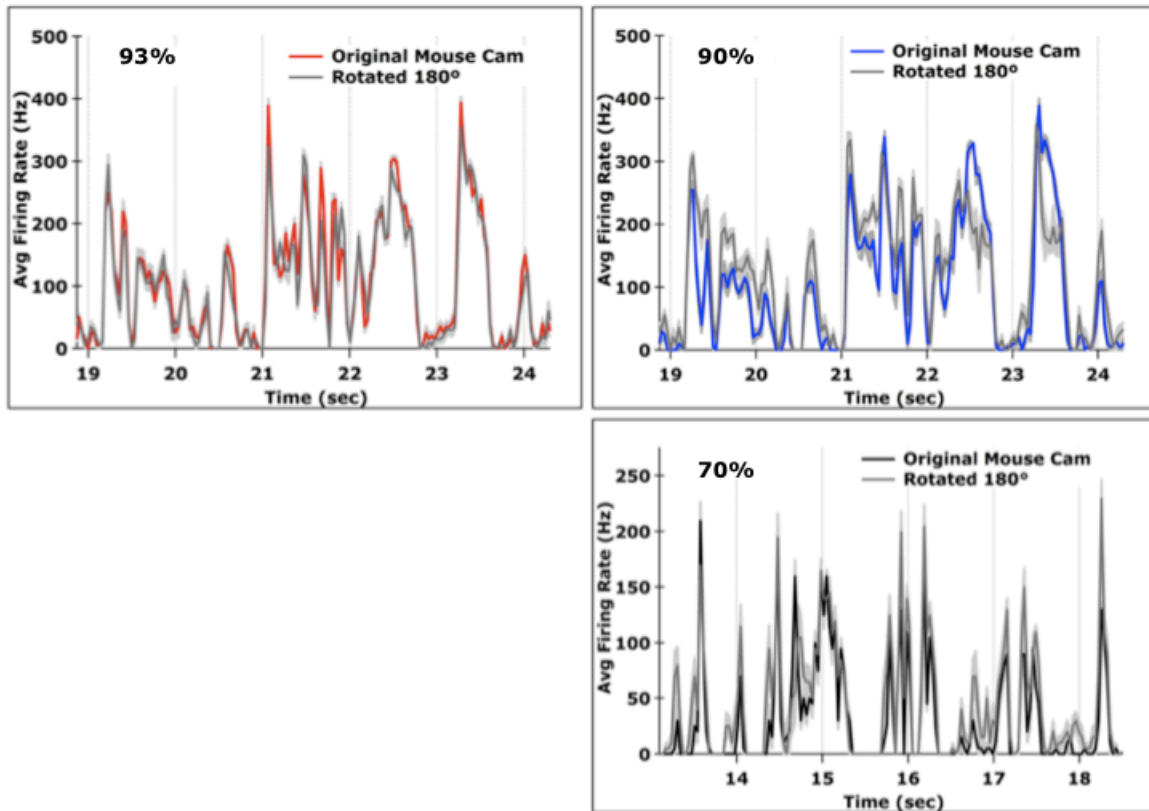 500
400
300
200
100
0
Avg Firing Rate (Hz)
93%
Original Mouse Cam
Rotated 180º
19 20 21 22 23 24
Time (sec)
500
400
300
200
100
0
Avg Firing Rate (Hz)
90%
Original Mouse Cam
Rotated 180º
19 20 21 22 23 24
Time (sec)
250
200
150
100
50
0
Avg Firing Rate (Hz)
70%
Original Mouse Cam
Rotated 180°
14 15 16 17 18
Time (sec)